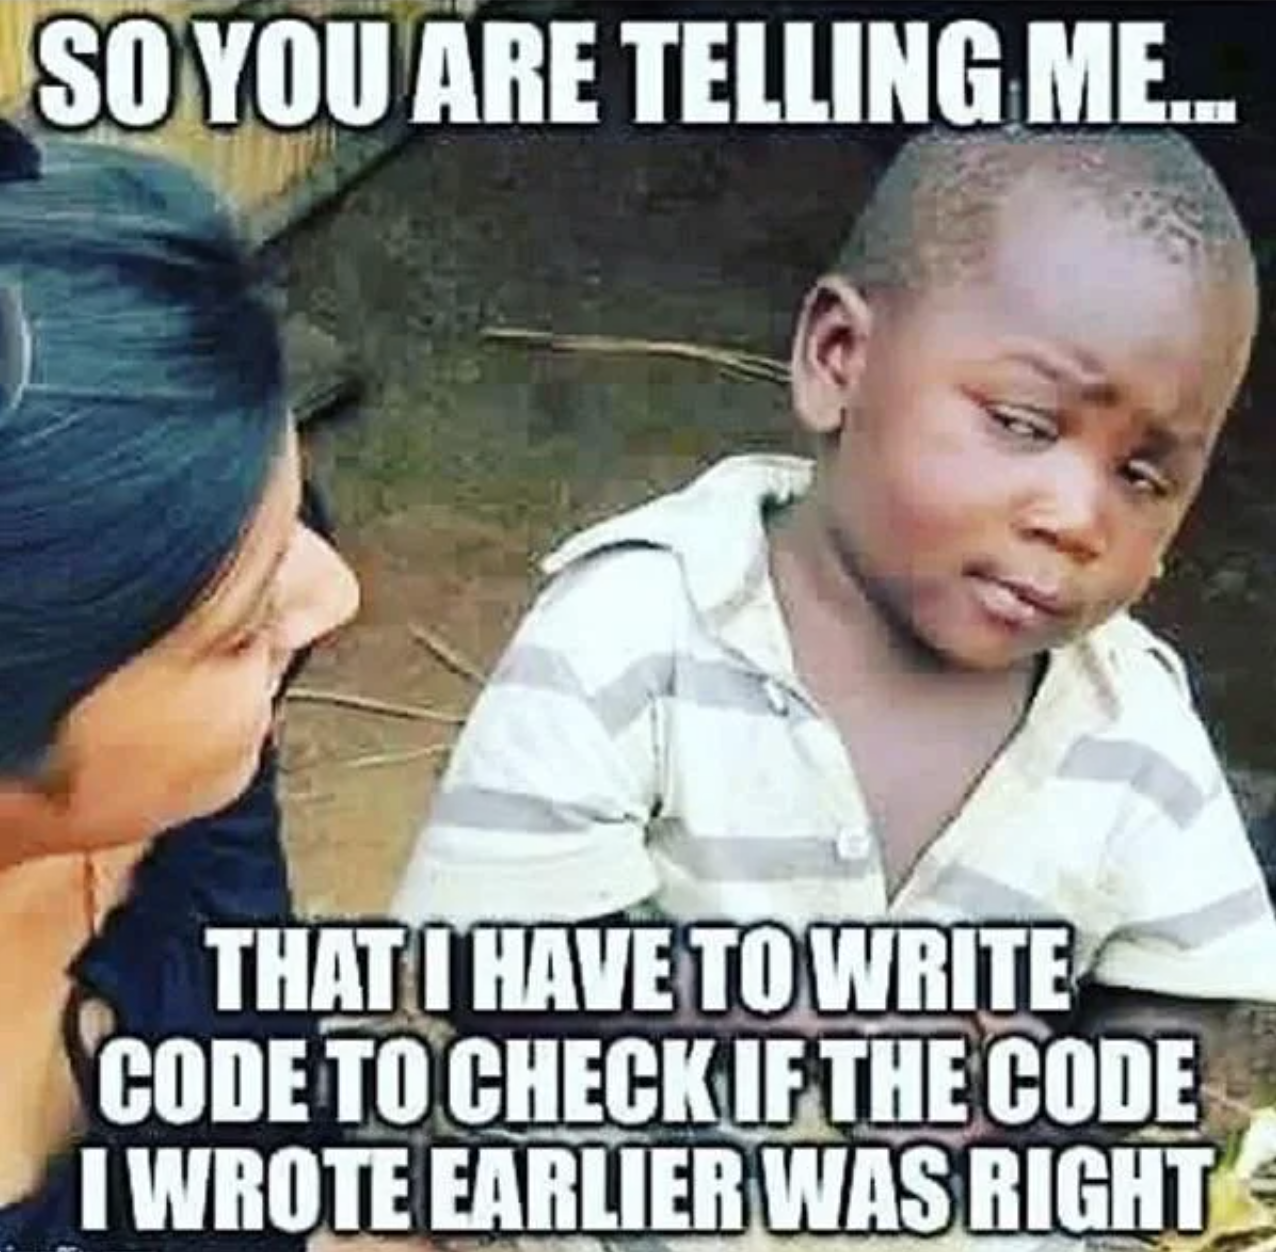 SO YOU ARE TELLING ME...
THAT I HAVE TO WRITE
CODE TO CHECK IF THE CODE
I WROTE EARLIER WAS RIGHT